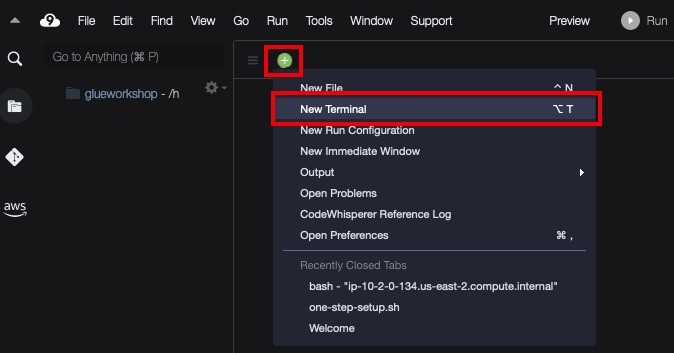 9 File Edit Find View Go Run Tools Window Support Preview Run
Go to Anything (⌘ P)
glueworkshop - /h
New File ^ N
New Terminal ⌥ T
New Run Configuration
New Immediate Window
Output
Open Problems
CodeWhisperer Reference Log
Open Preferences ⌘ ,
aws
Recently Closed Tabs
bash - "ip-10-2-0-134.us-east-2.compute.internal"
one-step-setup.sh
Welcome